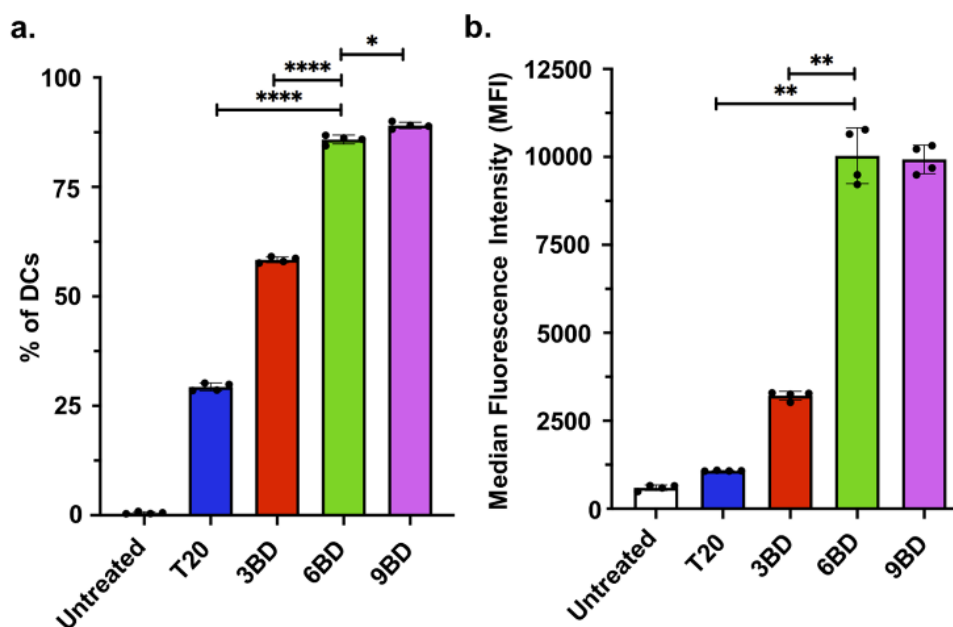 a.
% of DCs
100
75
50
25
0
****
****
*
Untreated
T20
3BD
6BD
9BD
b.
Median Fluorescence Intensity (MFI)
12500
10000
7500
5000
2500
0
**
**
Untreated
T20
3BD
6BD
9BD